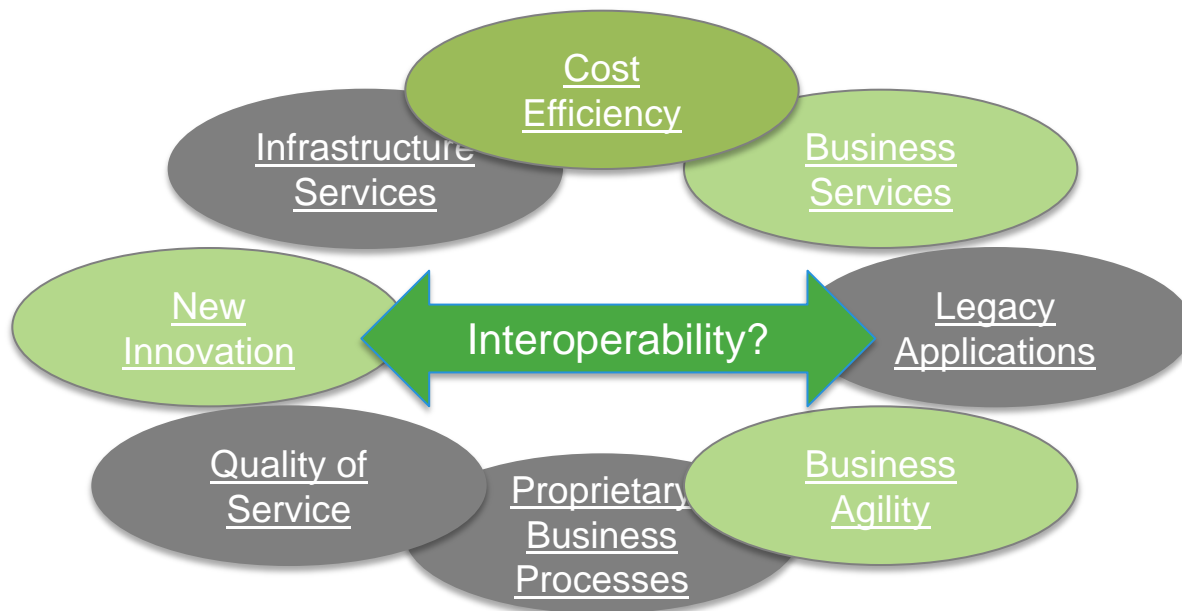 Cost
Efficiency
Infrastructure
Services
Business
Services
New
Innovation
Interoperability?
Legacy
Applications
Quality of
Service
Proprietary
Business
Processes
Business
Agility